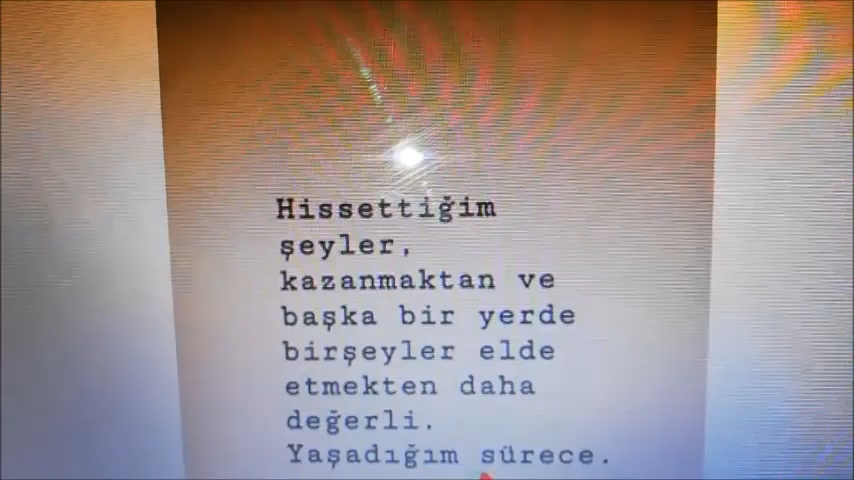 Hissettiğim
şeyler,
kazanmaktan ve
başka bir yerde
birşeyler elde
etmekten daha
değerli.
Yaşadığım sürece.